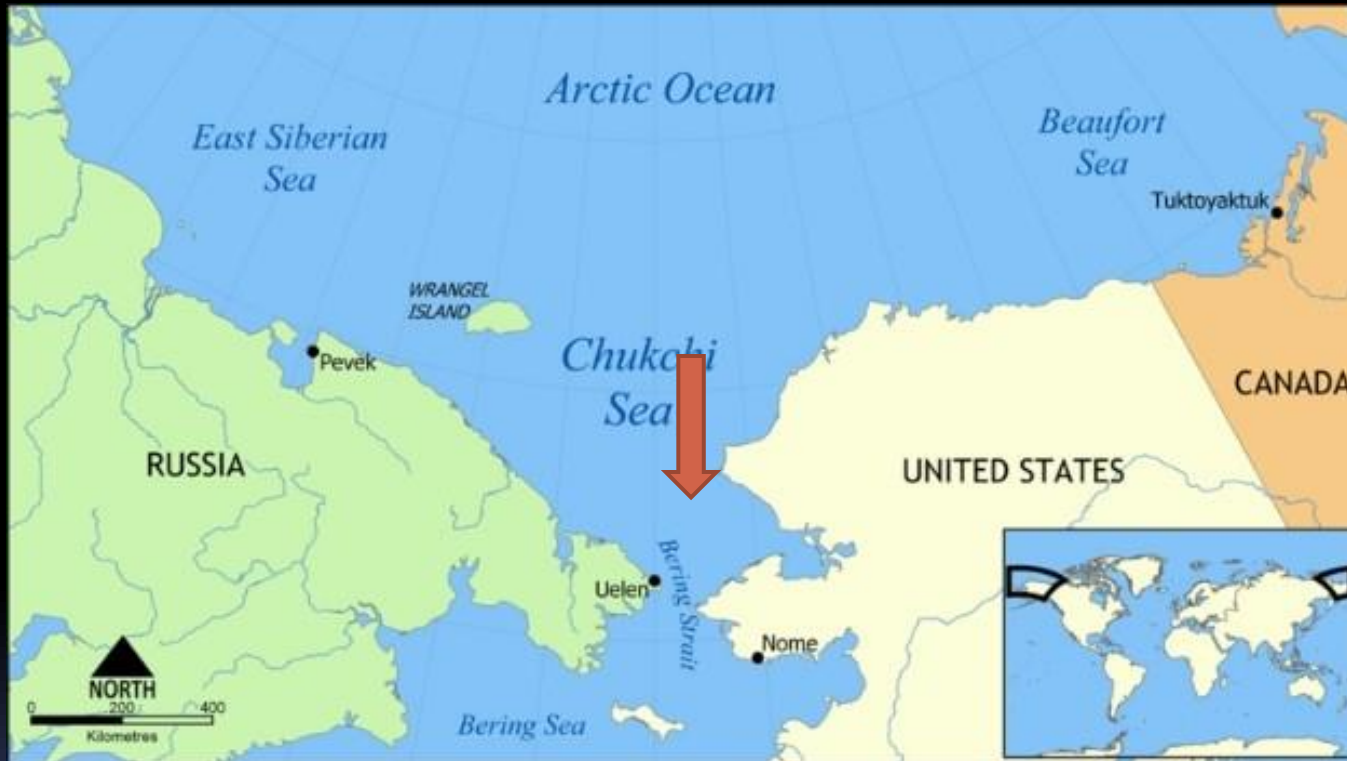 Arctic Ocean
East Siberian
Sea
Beaufort
Sea
Tuktoyaktuk
WRANGEL
ISLAND
Pevek
Chukchi
Sea
CANADA
RUSSIA
UNITED STATES
Uelen
Bering Strait
Nome
NORTH
0 200 400
Kilometres
Bering Sea